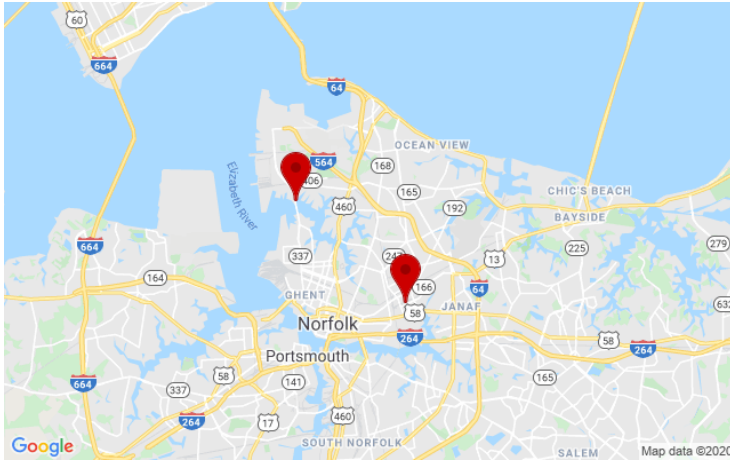 60
664
64
OCEAN VIEW
564
168
406
165
CHIC'S BEACH
Elizabeth River
460
192
BAYSIDE
664
337
247
13
225
279
164
166
64
GHENT
JANAF
632
Norfolk
58
264
58
264
Portsmouth
664
337
58
141
165
264
17
460
SOUTH NORFOLK
SALEM
Google
Map data ©2020